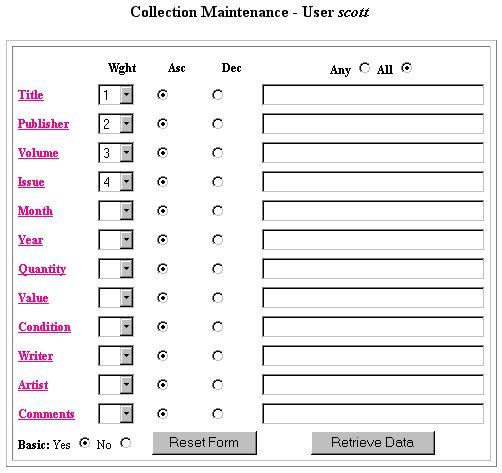 Collection Maintenance - User scott
Wght Asc Dec Any All
Title 1
Publisher 2
Volume 3
Issue 4
Month
Year
Quantity
Value
Condition
Writer
Artist
Comments
Basic: Yes No Reset Form Retrieve Data